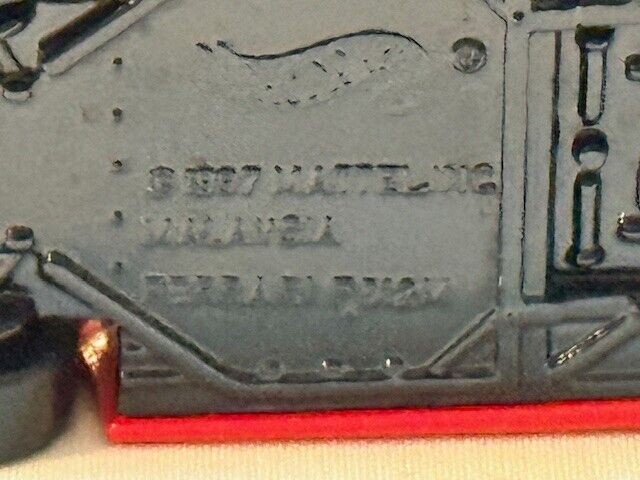 © 1987 MATTEL, INC.
MALAYSIA
FERRARI